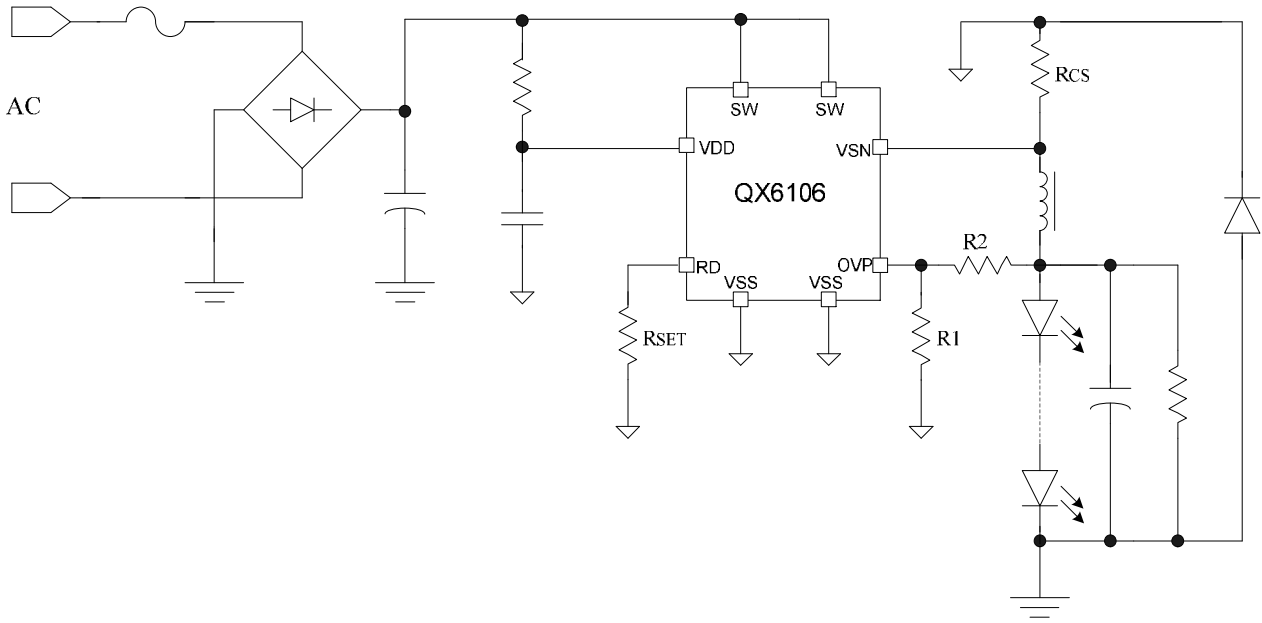 AC
RCS
SW
SW
VDD
VSN
QX6106
RD
OVP
R2
VSS
VSS
RSET
R1